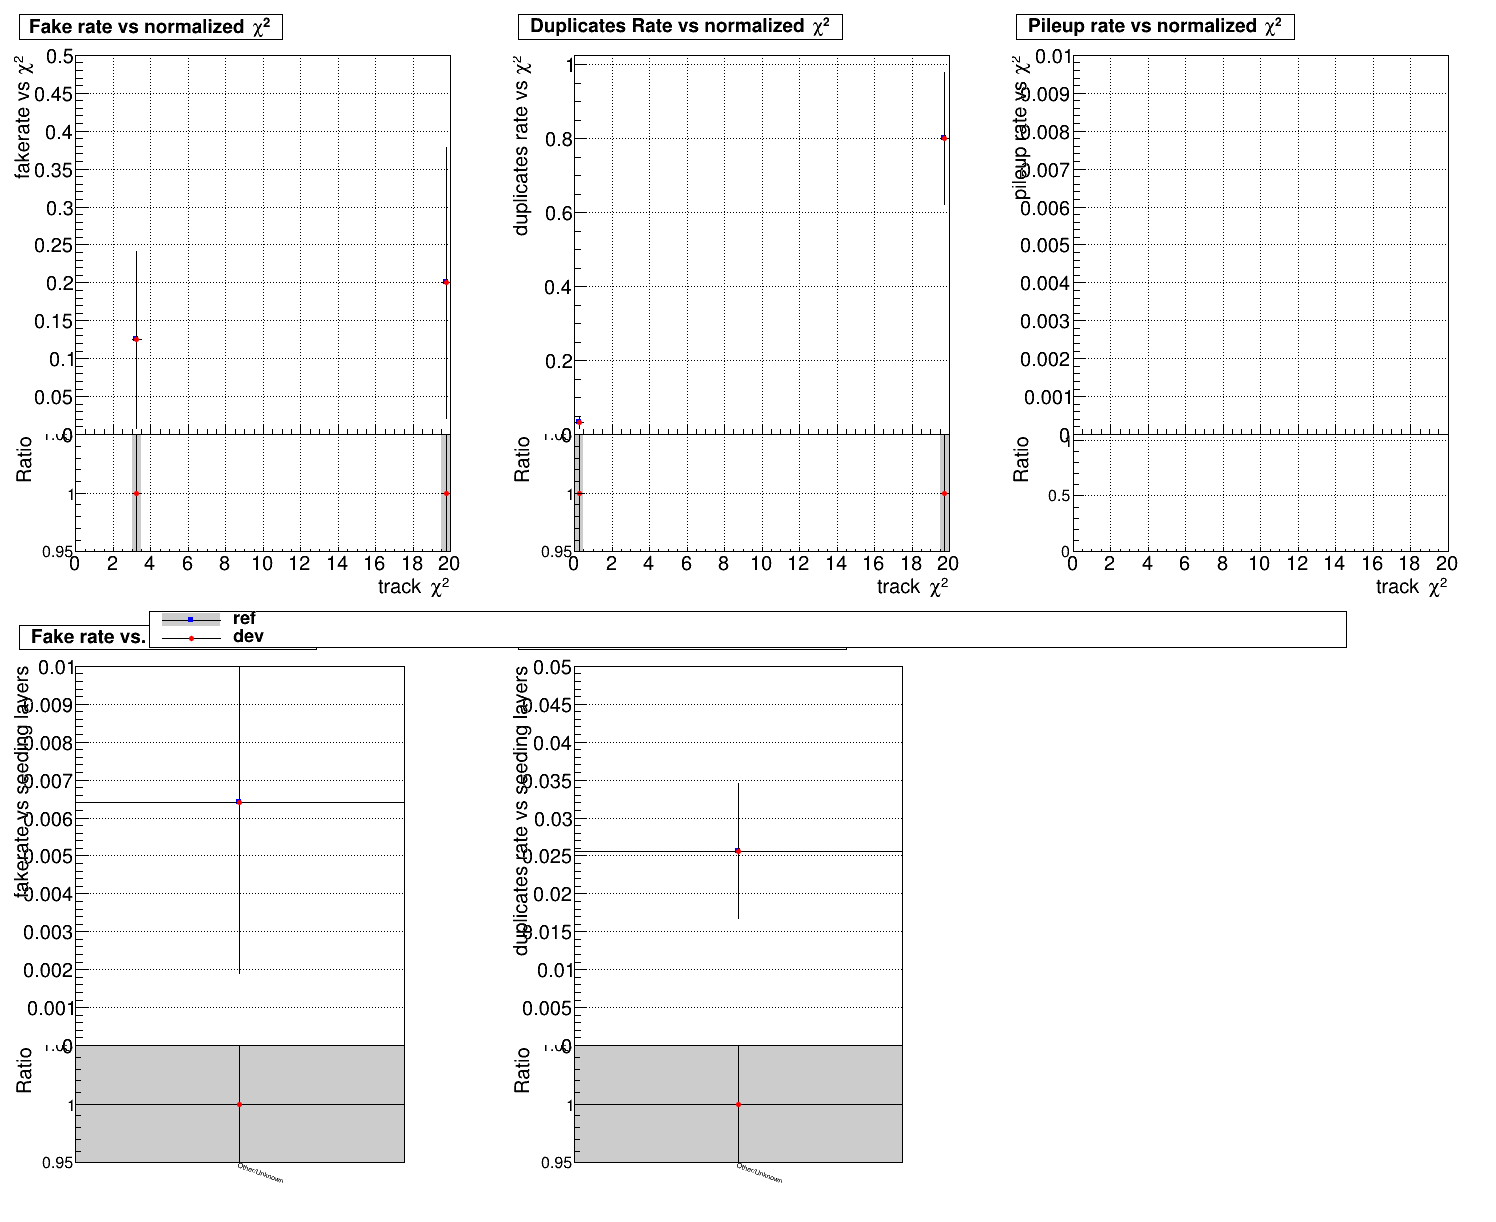 Fake rate vs normalized χ²
Duplicates Rate vs normalized χ²
Pileup rate vs normalized χ²
fakerate vs χ²
0.5
0.45
0.4
0.35
0.3
0.25
0.2
0.15
0.1
0.05
0
Ratio
1
0.95
0 2 4 6 8 10 12 14 16 18 20
track χ²
duplicates rate vs χ²
1
0.8
0.6
0.4
0.2
0
Ratio
1
0.95
0 2 4 6 8 10 12 14 16 18 20
track χ²
pileup rate vs χ²
0.01
0.009
0.008
0.007
0.006
0.005
0.004
0.003
0.002
0.001
0
Ratio
1
0.5
0
0 2 4 6 8 10 12 14 16 18 20
track χ²
ref
dev
Fake rate vs.
fakerate vs seeding layers
0.01
0.009
0.008
0.007
0.006
0.005
0.004
0.003
0.002
0.001
0
Ratio
1
0.95
Other/Unknown
duplicates rate vs seeding layers
0.05
0.045
0.04
0.035
0.03
0.025
0.02
0.015
0.01
0.005
0
Ratio
1
0.95
Other/Unknown